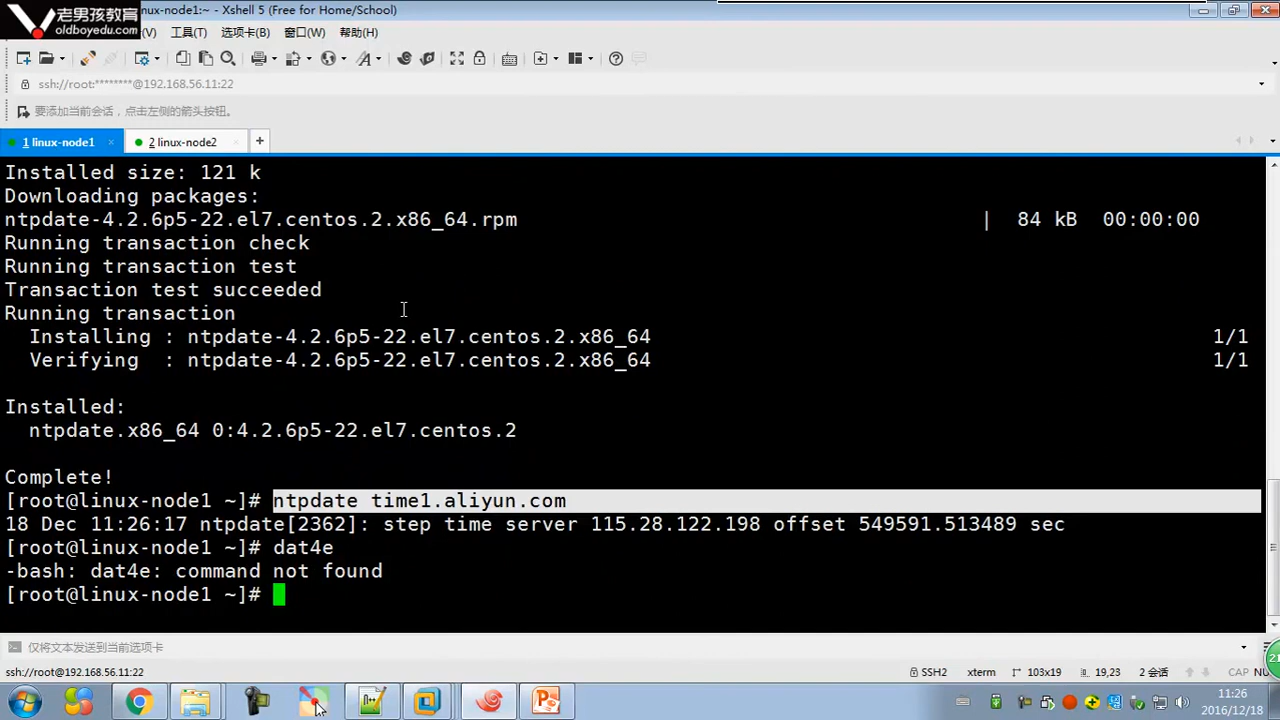 老男孩教育
oldboyedu.com
nux-node1:~ - Xshell 5 (Free for Home/School)
(V) 工具(T) 选项卡(B) 窗口(W) 帮助(H)
ssh://root:********@192.168.56.11:22
要添加当前会话，点击左侧的箭头按钮。
1 linux-node1 2 linux-node2
Installed size: 121 k
Downloading packages:
ntpdate-4.2.6p5-22.el7.centos.2.x86_64.rpm | 84 kB 00:00:00
Running transaction check
Running transaction test
Transaction test succeeded
Running transaction
Installing : ntpdate-4.2.6p5-22.el7.centos.2.x86_64 1/1
Verifying : ntpdate-4.2.6p5-22.el7.centos.2.x86_64 1/1
Installed:
ntpdate.x86_64 0:4.2.6p5-22.el7.centos.2
Complete!
[root@linux-node1 ~]# ntpdate time1.aliyun.com
18 Dec 11:26:17 ntpdate[2362]: step time server 115.28.122.198 offset 549591.513489 sec
[root@linux-node1 ~]# dat4e
-bash: dat4e: command not found
[root@linux-node1 ~]#
仅将文本发送到当前选项卡
ssh://root@192.168.56.11:22 SSH2 xterm 103x19 19,23 2 会话 CAP NU
11:26
2016/12/18